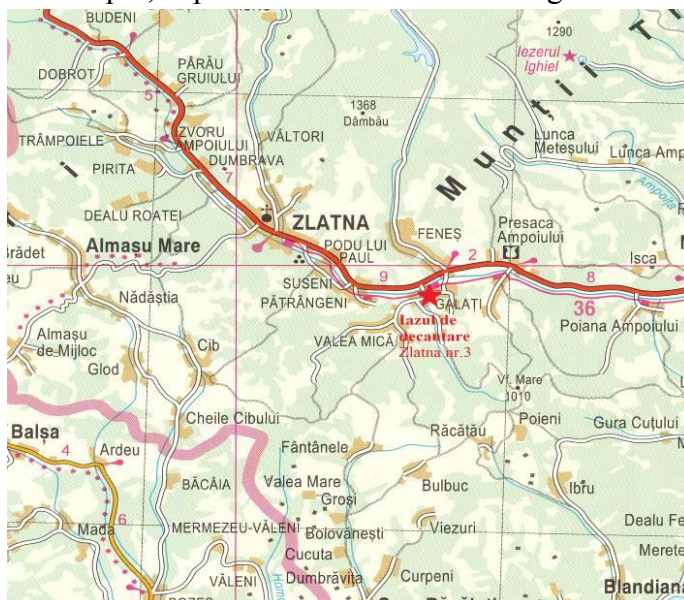 BUDENI
1290
Iezerul
Ighiel
DOBROT
PÂRÂU
GRUIULUI
5
1368
Dâmbău
M u n ț i i T
IZVORU
AMPOIULUI
VÂLTORI
TRÂMPOIELE
DUMBRAVA
Lunca
Meteșului
Lunca Amp
PIRITA
7
Ampoița
DEALU ROATEI
ZLATNA
FENEȘ
Presaca
Ampoiului
Brădet
Almașu Mare
PODU LUI
PAUL
2
Isca
SUSENI
9
8
Nădăștia
PĂTRÂNGENI
GALAȚI
36
Iazul de
decantare
Zlatna nr.3
Poiana Ampoiului
Almașu
de Mijloc
Cib
VALEA MICĂ
Glod
Vf. Mare
1010
Cheile Cibului
Poieni
Gura Cuțului
Balșa
Răcătău
4
Ardeu
Fântânele
BĂCÂIA
Valea Mare
Bulbuc
Ibru
Groși
6
Mada
MERMEZEU-VĂLENI
Bolovănești
Viezuri
Dealu Fe
Cucuta
Merete
VĂLENI
Dumbrăvița
Curpeni
Blandiana